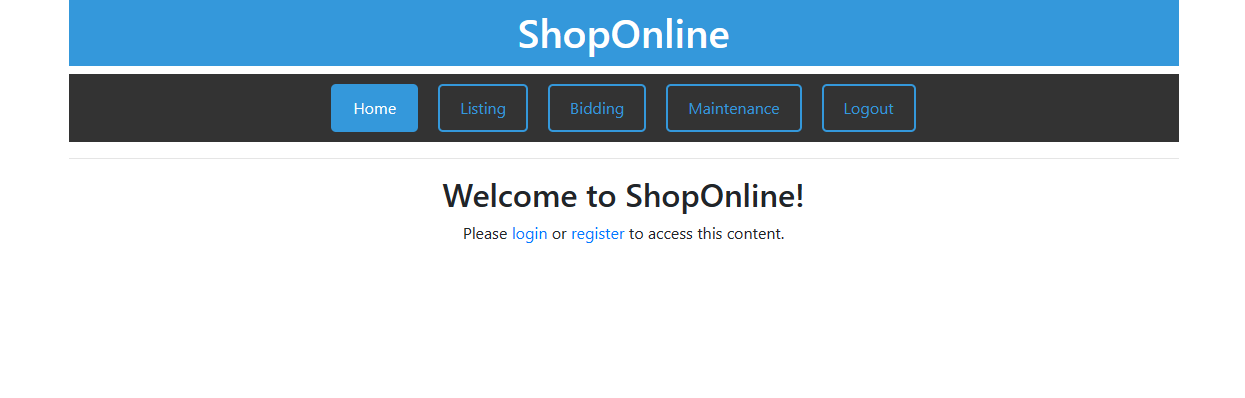 ShopOnline
Home Listing Bidding Maintenance Logout
Welcome to ShopOnline!
Please login or register to access this content.